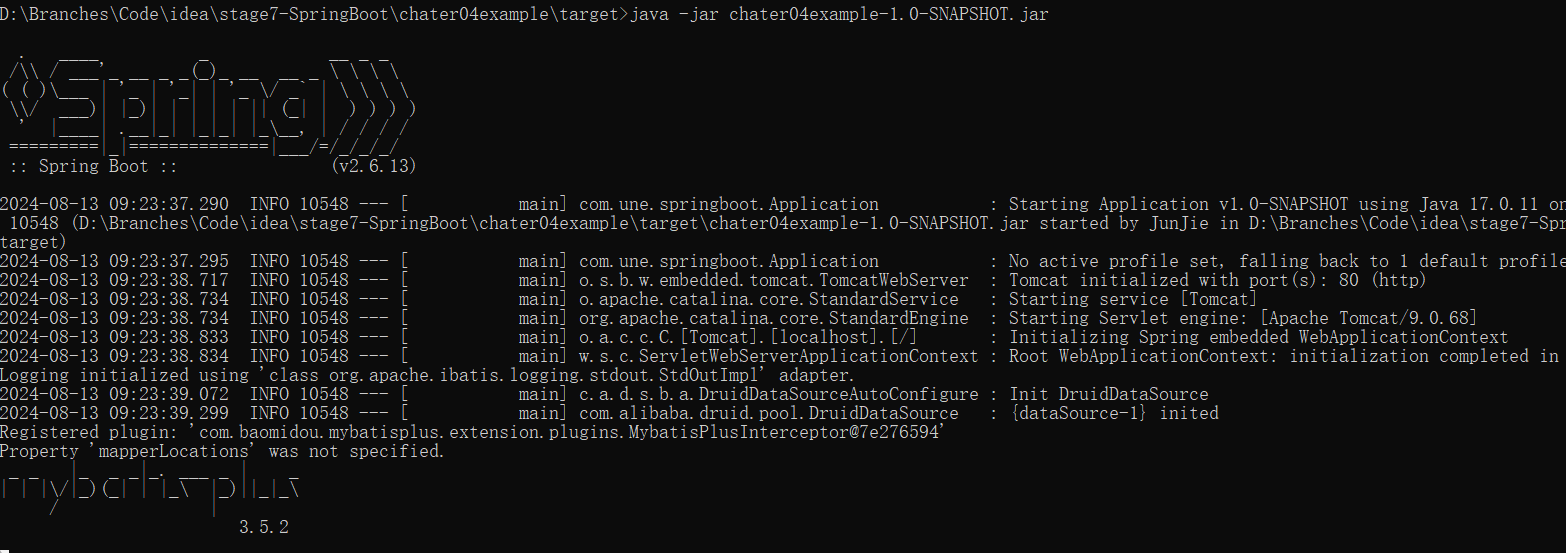 D:\Branches\Code\idea\stage7-SpringBoot\chater04example\target>java -jar chater04example-1.0-SNAPSHOT.jar
Spring
:: Spring Boot :: (v2.6.13)
2024-08-13 09:23:37.290 INFO 10548 --- [ main] com.une.springboot.Application : Starting Application v1.0-SNAPSHOT using Java 17.0.11 on
10548 (D:\Branches\Code\idea\stage7-SpringBoot\chater04example\target\chater04example-1.0-SNAPSHOT.jar started by JunJie in D:\Branches\Code\idea\stage7-Spr
target)
2024-08-13 09:23:37.295 INFO 10548 --- [ main] com.une.springboot.Application : No active profile set, falling back to 1 default profile
2024-08-13 09:23:38.717 INFO 10548 --- [ main] o.s.b.w.embedded.tomcat.TomcatWebServer : Tomcat initialized with port(s): 80 (http)
2024-08-13 09:23:38.734 INFO 10548 --- [ main] o.apache.catalina.core.StandardService : Starting service [Tomcat]
2024-08-13 09:23:38.734 INFO 10548 --- [ main] org.apache.catalina.core.StandardEngine : Starting Servlet engine: [Apache Tomcat/9.0.68]
2024-08-13 09:23:38.833 INFO 10548 --- [ main] o.a.c.c.C.[Tomcat].[localhost].[/] : Initializing Spring embedded WebApplicationContext
2024-08-13 09:23:38.834 INFO 10548 --- [ main] w.s.c.ServletWebServerApplicationContext : Root WebApplicationContext: initialization completed in
Logging initialized using 'class org.apache.ibatis.logging.stdout.StdOutImpl' adapter.
2024-08-13 09:23:39.072 INFO 10548 --- [ main] c.a.d.s.b.a.DruidDataSourceAutoConfigure : Init DruidDataSource
2024-08-13 09:23:39.299 INFO 10548 --- [ main] com.alibaba.druid.pool.DruidDataSource : {dataSource-1} inited
Registered plugin: 'com.baomidou.mybatisplus.extension.plugins.MybatisPlusInterceptor@7e276594'
Property 'mapperLocations' was not specified.
mybatis plus
3.5.2